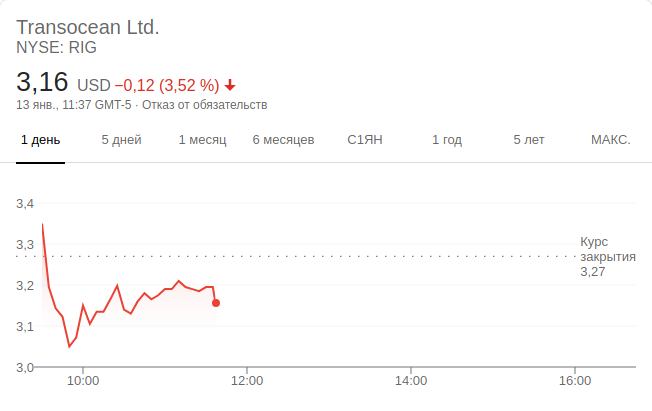 Transocean Ltd.
NYSE: RIG
3,16 USD −0,12 (3,52 %)
13 янв., 11:37 GMT-5 · Отказ от обязательств
1 день 5 дней 1 месяц 6 месяцев С1ЯН 1 год 5 лет МАКС.
3,4
3,3
3,2
3,1
3,0
Курс
закрытия
3,27
10:00 12:00 14:00 16:00